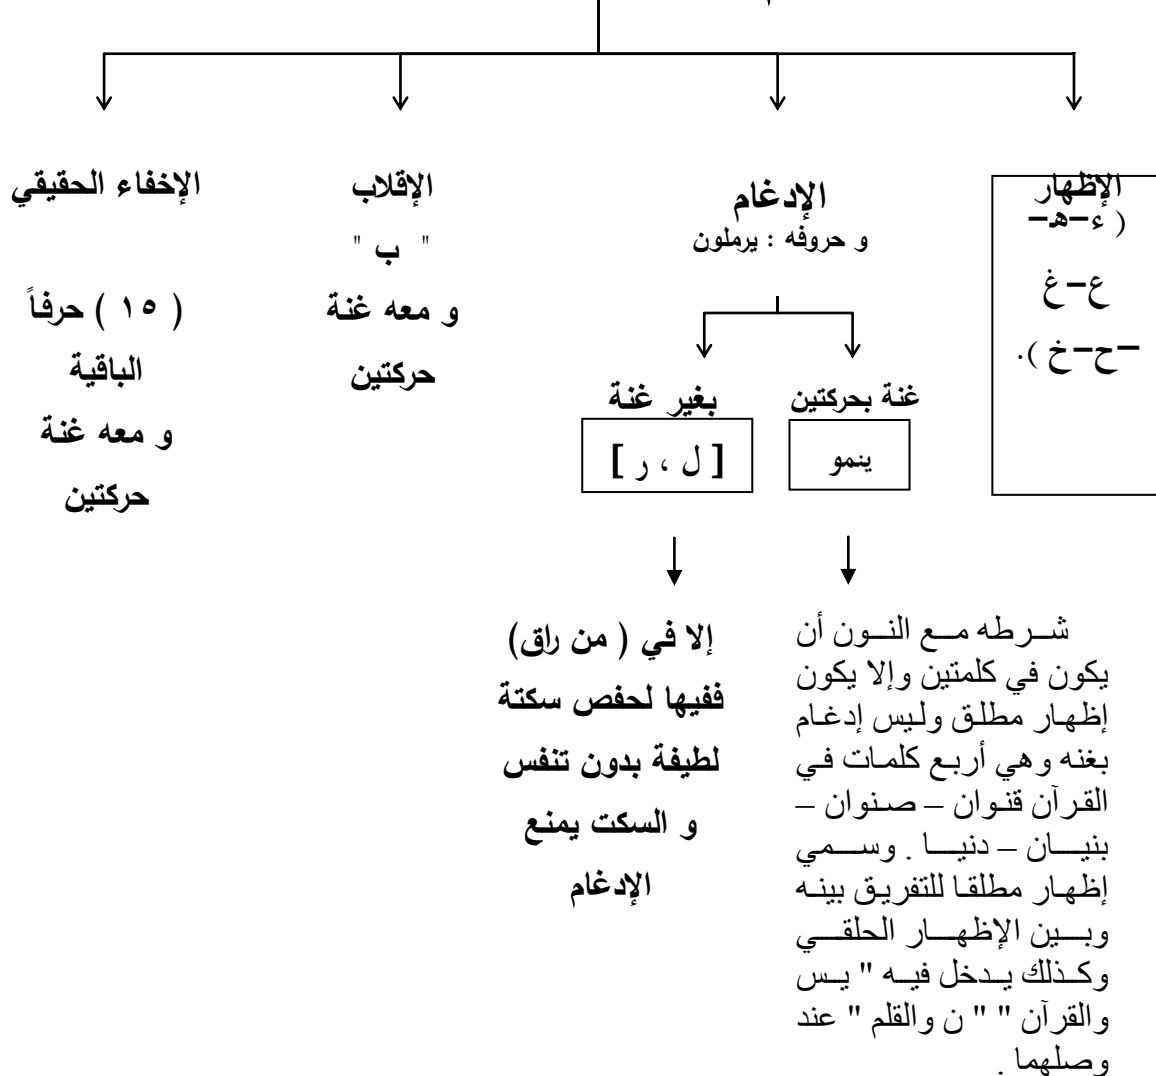 الإظهار
( ء–هـ–
ع–غ
–ح–خ ).
الإدغام
و حروفه : يرملون
غنة بحركتين
ينمو
شرطه مع النون أن
يكون في كلمتين وإلا يكون
إظهار مطلق وليس إدغام
بغنه وهي أربع كلمات في
القرآن قنوان – صنوان –
بنيان – دنيا . وسمي
إظهار مطلقا للتفريق بينه
وبين الإظهار الحلقي
وكذلك يدخل فيه " يس
والقرآن " " ن والقلم " عند
وصلهما .
بغير غنة
[ ل ، ر ]
إلا في ( من راق)
ففيها لحفص سكتة
لطيفة بدون تنفس
و السكت يمنع
الإدغام
الإقلاب
" ب "
و معه غنة
حركتين
الإخفاء الحقيقي
( ١٥ ) حرفاً
الباقية
و معه غنة
حركتين